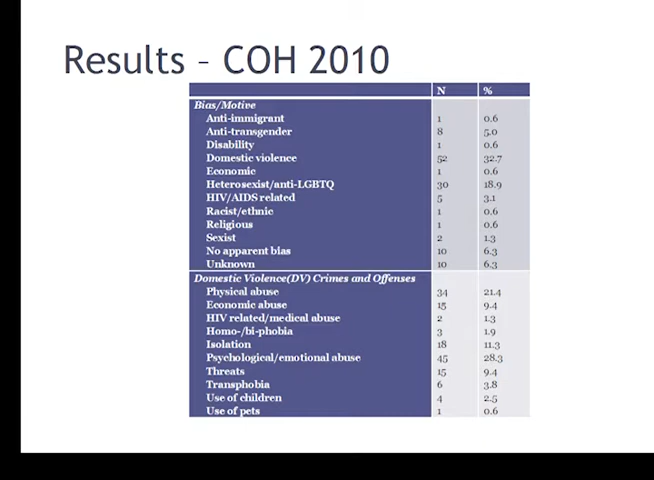 Results - COH 2010
N %
Bias/Motive
Anti-immigrant 1 0.6
Anti-transgender 8 5.0
Disability 1 0.6
Domestic violence 52 32.7
Economic 1 0.6
Heterosexist/anti-LGBTQ 30 18.9
HIV/AIDS related 5 3.1
Racist/ethnic 1 0.6
Religious 1 0.6
Sexist 2 1.3
No apparent bias 10 6.3
Unknown 10 6.3
Domestic Violence(DV) Crimes and Offenses
Physical abuse 34 21.4
Economic abuse 15 9.4
HIV related/medical abuse 2 1.3
Homo-/bi-phobia 3 1.9
Isolation 18 11.3
Psychological/emotional abuse 45 28.3
Threats 15 9.4
Transphobia 6 3.8
Use of children 4 2.5
Use of pets 1 0.6